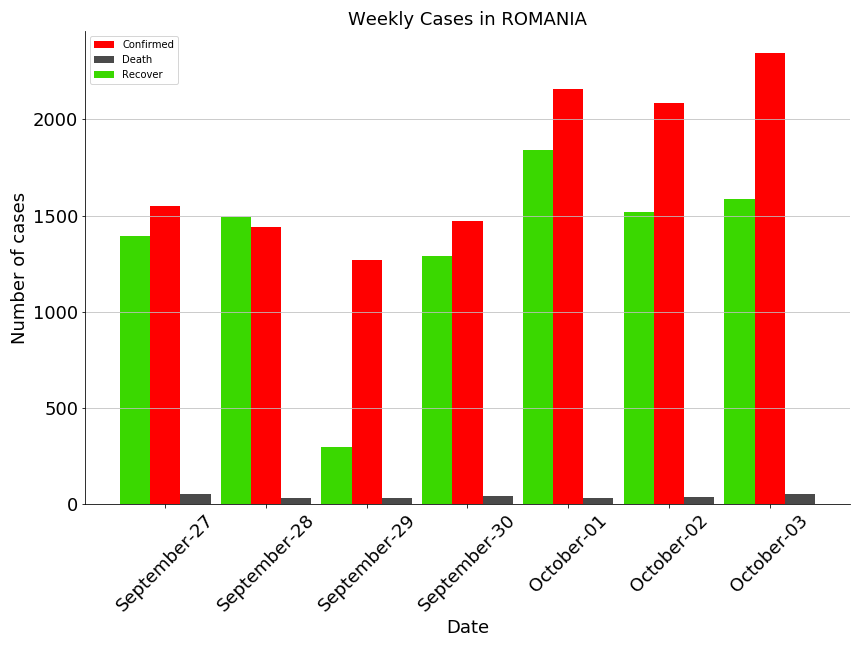 Weekly Cases in ROMANIA
Confirmed
Death
Recover
Number of cases
2000
1500
1000
500
0
September-27
September-28
September-29
September-30
October-01
October-02
October-03
Date